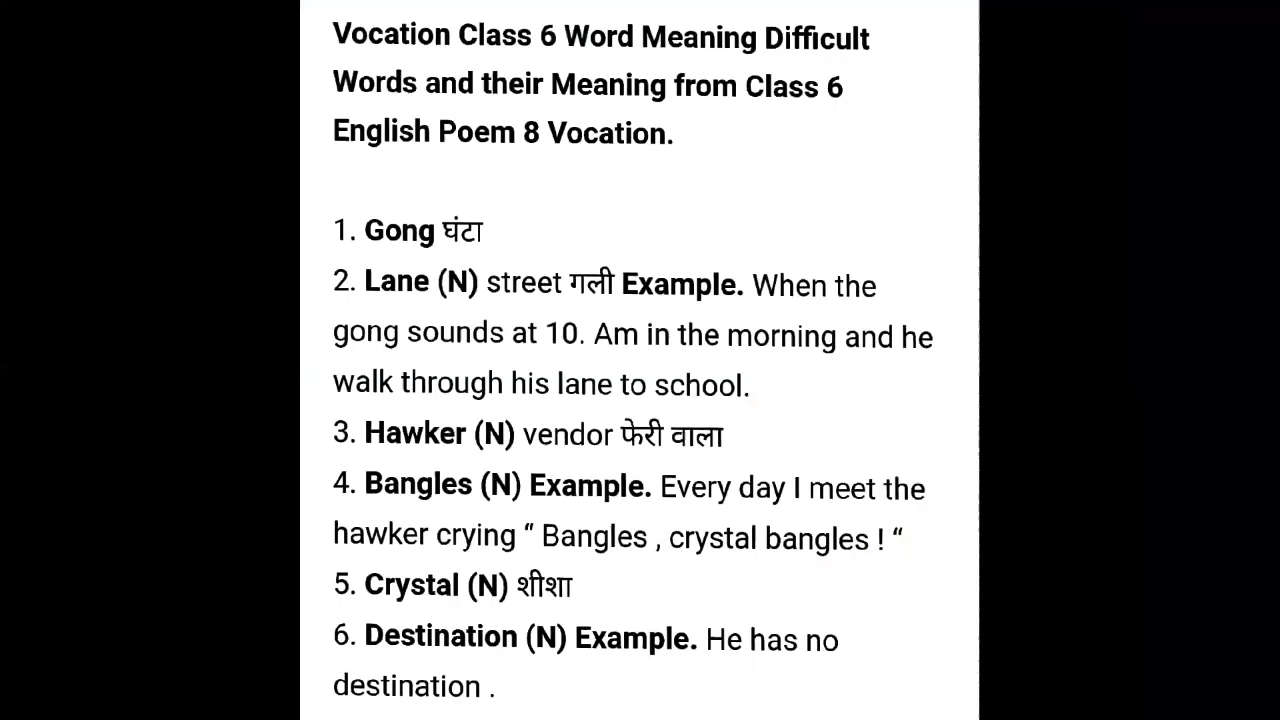 Vocation Class 6 Word Meaning Difficult
Words and their Meaning from Class 6
English Poem 8 Vocation.
1. Gong घंटा
2. Lane (N) street गली Example. When the
gong sounds at 10. Am in the morning and he
walk through his lane to school.
3. Hawker (N) vendor फेरी वाला
4. Bangles (N) Example. Every day I meet the
hawker crying “ Bangles , crystal bangles ! “
5. Crystal (N) शीशा
6. Destination (N) Example. He has no
destination .